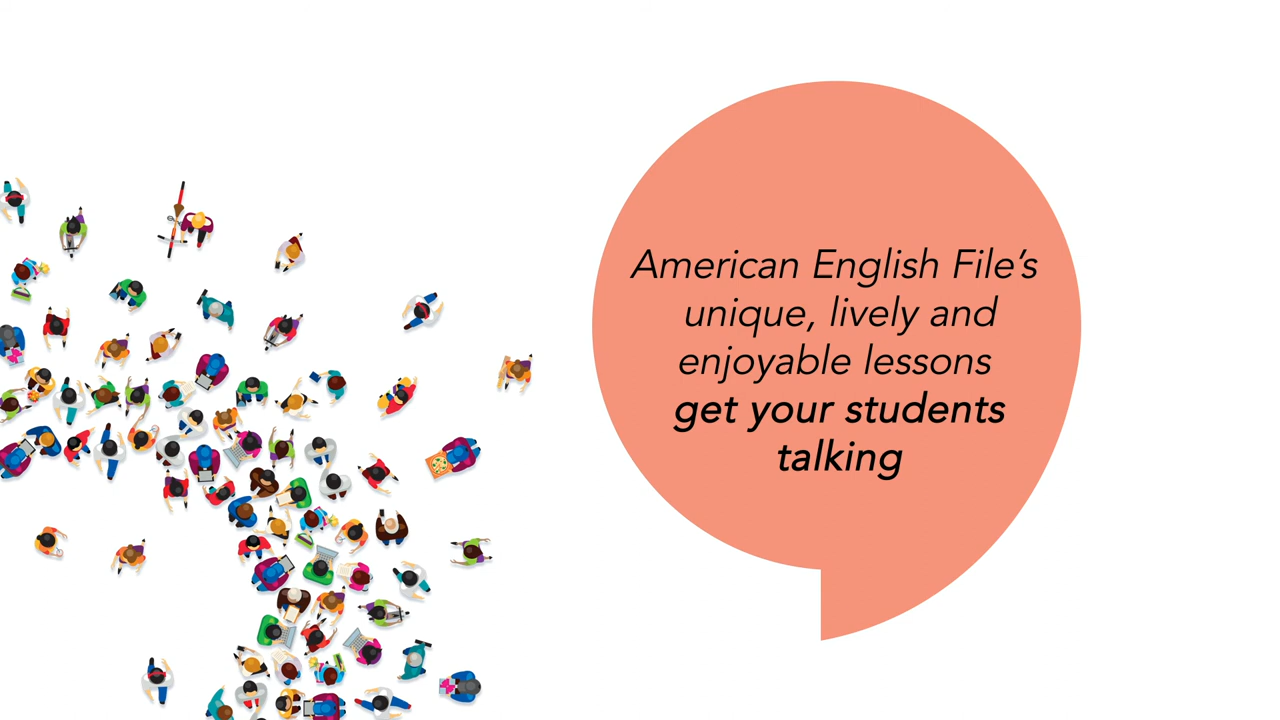 American English File’s
unique, lively and
enjoyable lessons
get your students
talking